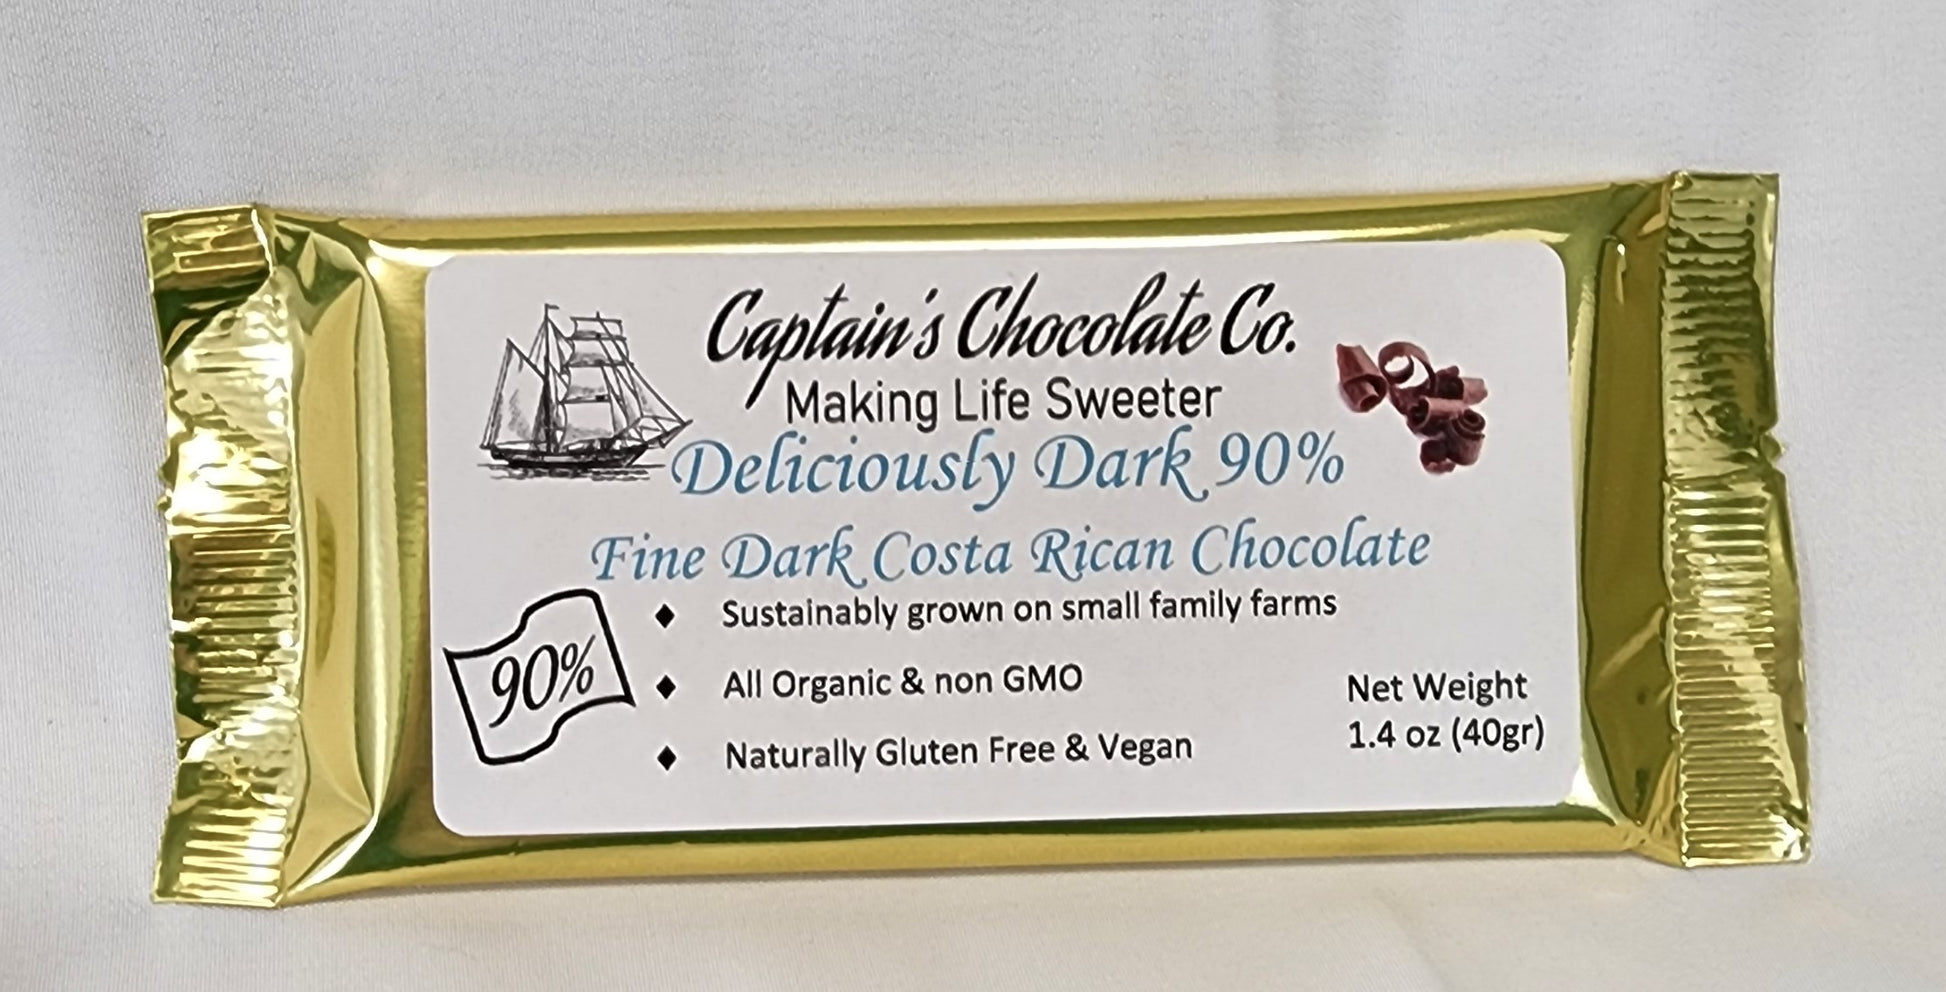 Captain's Chocolate Co.
Making Life Sweeter
Deliciously Dark 90%
Fine Dark Costa Rican Chocolate
90%
♦ Sustainably grown on small family farms
♦ All Organic & non GMO
♦ Naturally Gluten Free & Vegan
Net Weight
1.4 oz (40gr)